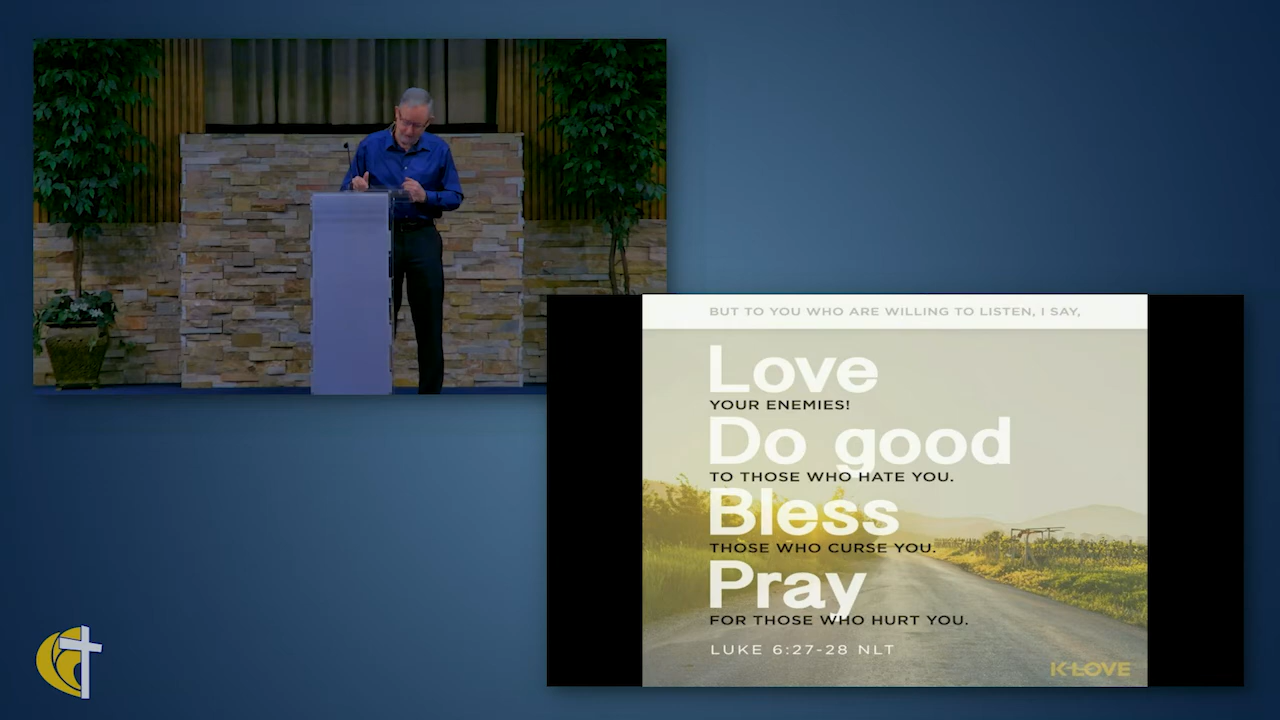 BUT TO YOU WHO ARE WILLING TO LISTEN, I SAY,
Love
YOUR ENEMIES!
Do good
TO THOSE WHO HATE YOU.
Bless
THOSE WHO CURSE YOU.
Pray
FOR THOSE WHO HURT YOU.
LUKE 6:27-28 NLT
K-LOVE